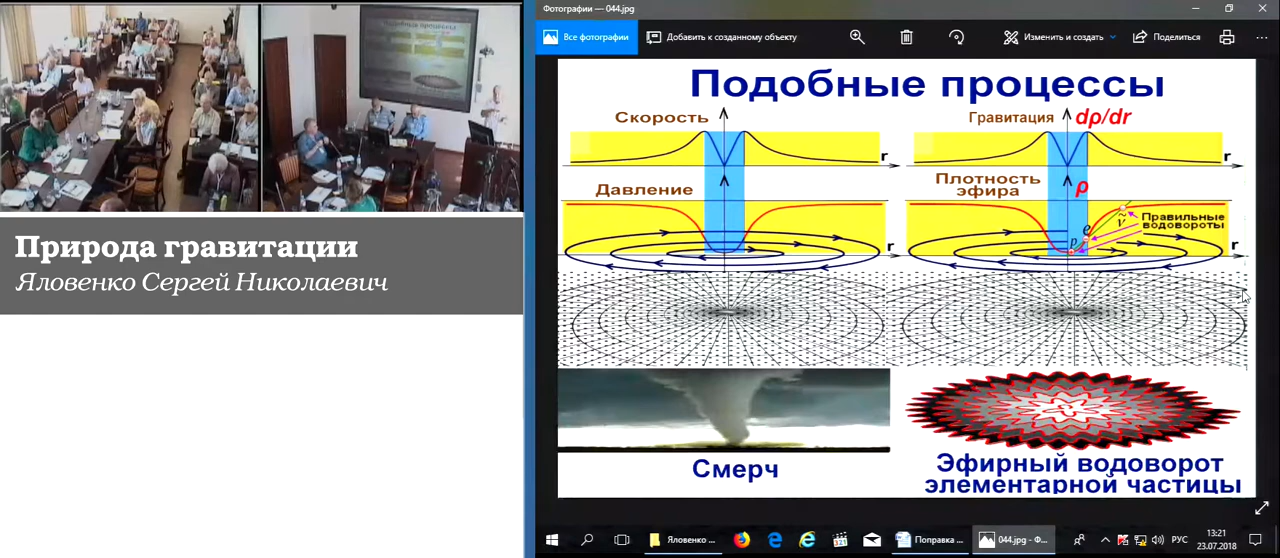 Природа гравитации
Яловенко Сергей Николаевич
Фотографии — 044.jpg
Все фотографии
Добавить к созданному объекту
Изменить и создать
Поделиться
Подобные процессы
Скорость
r
Давление
r
Гравитация dρ/dr
r
Плотность
эфира
ρ
Правильные
водовороты
ṽ
e
p
r
Смерч
Эфирный водоворот
элементарной частицы
Яловенко ...
Поправка ...
044.jpg - Ф...
РУС
13:21
23.07.2018